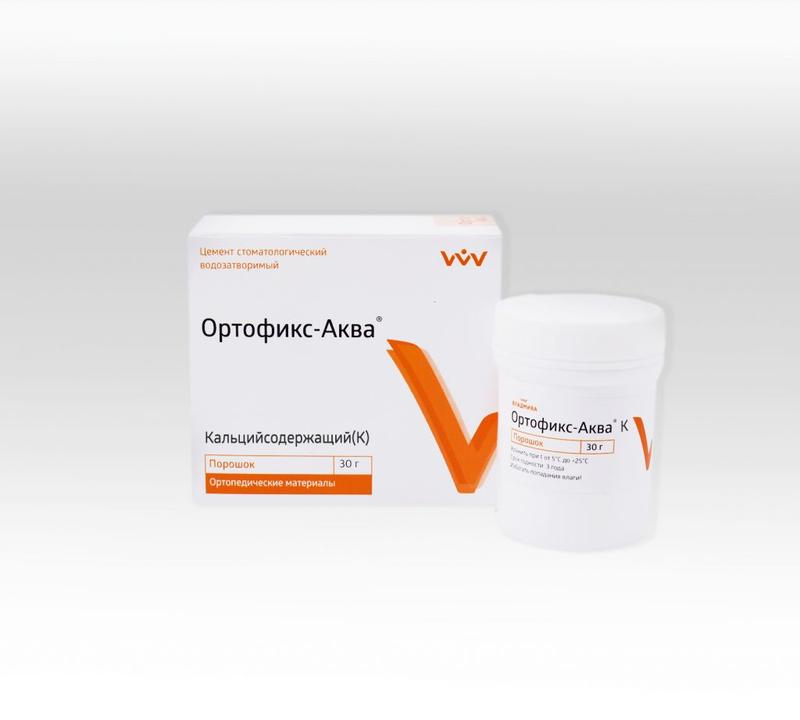 Цемент стоматологический
водозатворимый
Ортофикс-Аква®
Кальцийсодержащий(К)
Порошок 30 г
Ортопедические материалы
ВЛАДМИВА
Ортофикс-Аква® К
Порошок 30 г
Хранить при t от 5°С до +25°С
Срок годности 3 года
Избегать попадания влаги!